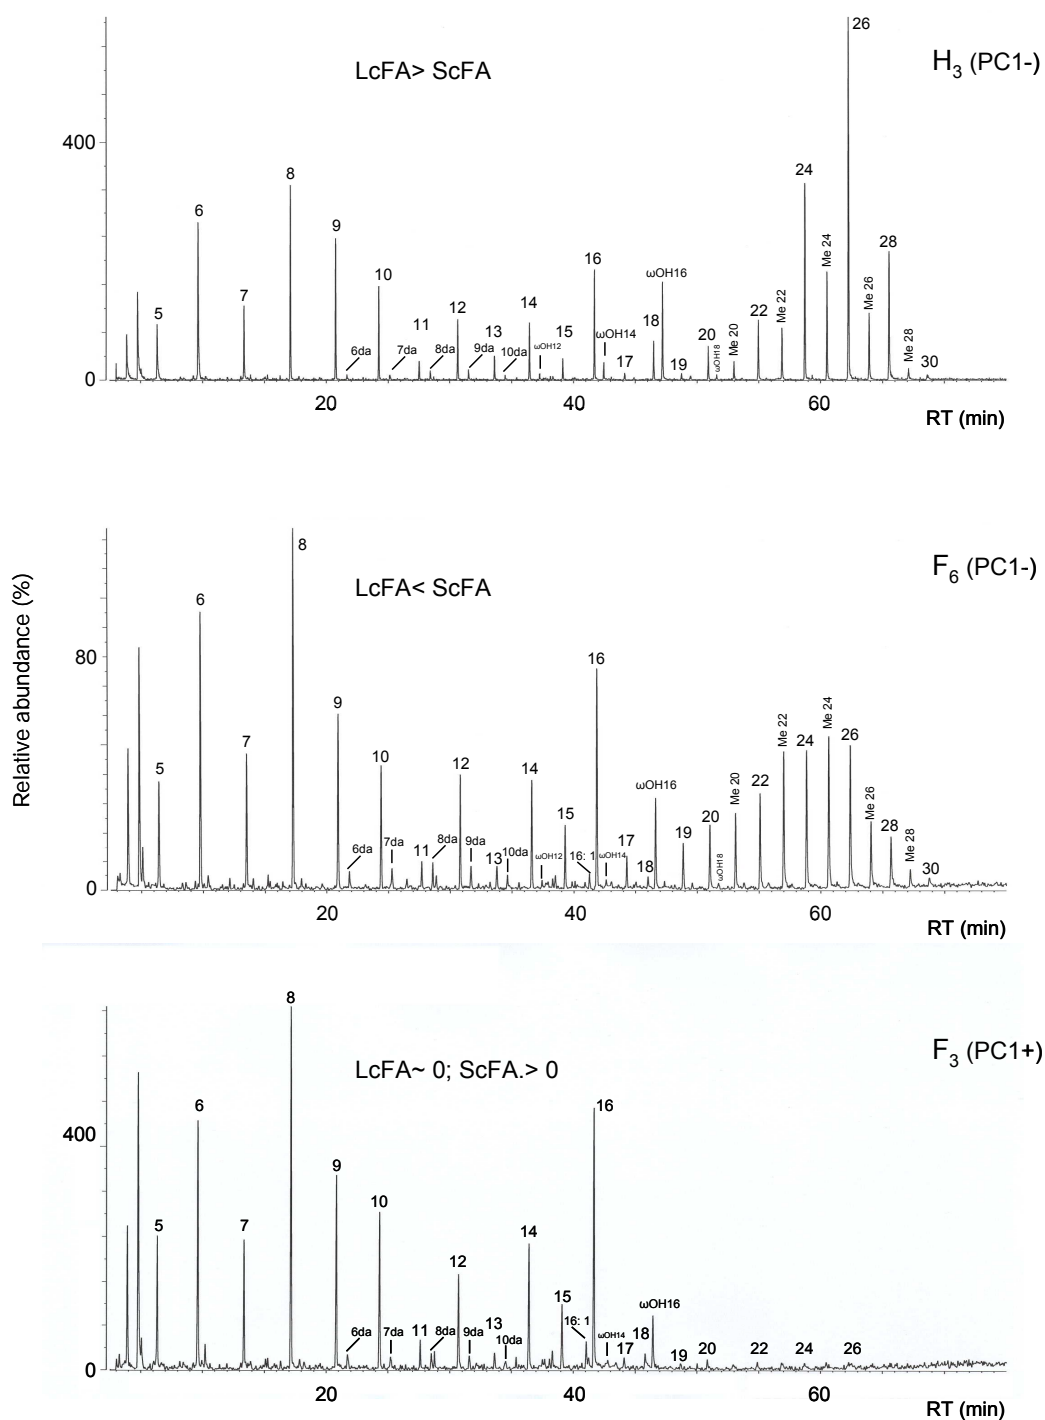 LcFA> ScFA
H3 (PC1-)
400
0
5
6
7
8
9
10
6da
7da
11
8da
12
9da
13
10da
14
ωOH12
15
16
ωOH14
17
18
ωOH16
19
20
ωOH18
Me 20
22
Me 22
24
Me 24
26
Me 26
28
Me 28
30
20
40
60
RT (min)
Relative abundance (%)
LcFA< ScFA
F6 (PC1-)
80
0
5
6
7
8
9
6da
10
7da
11
8da
12
9da
13
10da
14
ωOH12
15
16: 1
16
ωOH14
17
18
ωOH16
19
20
ωOH18
Me 20
22
Me 22
24
Me 24
26
Me 26
28
Me 28
30
20
40
60
RT (min)
LcFA~ 0; ScFA.> 0
F3 (PC1+)
400
0
5
6
7
8
9
6da
10
7da
11
8da
12
9da
13
10da
14
15
16: 1
16
ωOH14
17
18
ωOH16
19
20
22
24
26
20
40
60
RT (min)